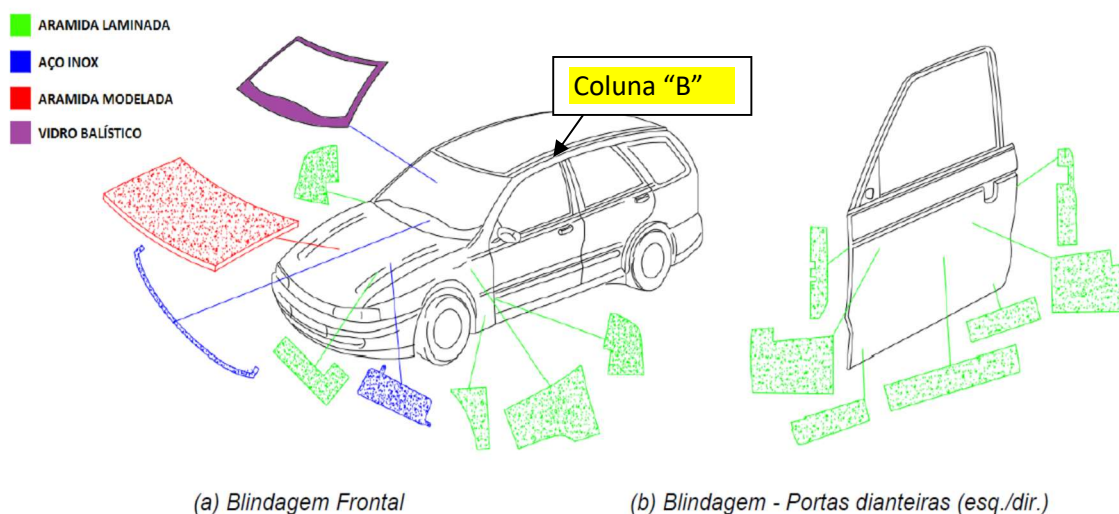 ARAMIDA LAMINADA
AÇO INOX
ARAMIDA MODELADA
VIDRO BALÍSTICO
Coluna “B”
(a) Blindagem Frontal
(b) Blindagem - Portas dianteiras (esq./dir.)